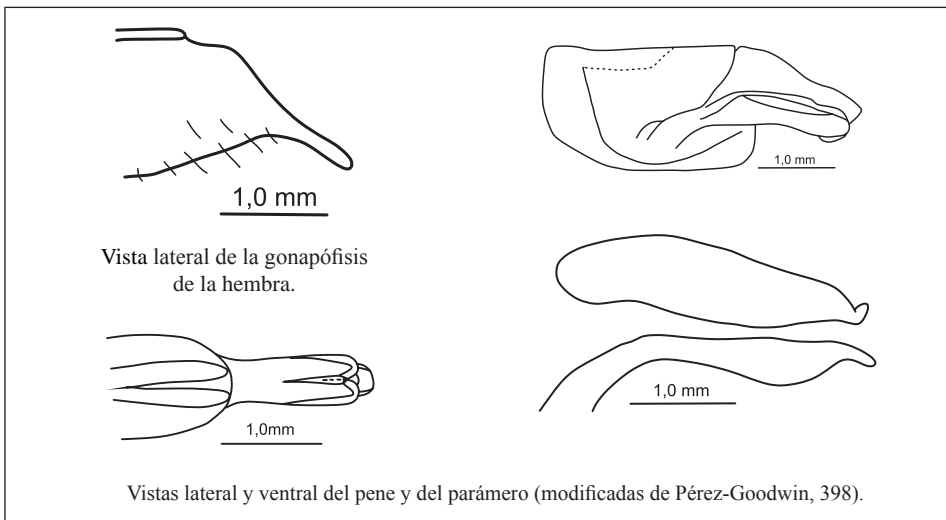 1,0 mm
Vista lateral de la gonapófisis
de la hembra.
1,0 mm
1,0mm
1,0 mm
Vistas lateral y ventral del pene y del parámero (modificadas de Pérez-Goodwin, 398).